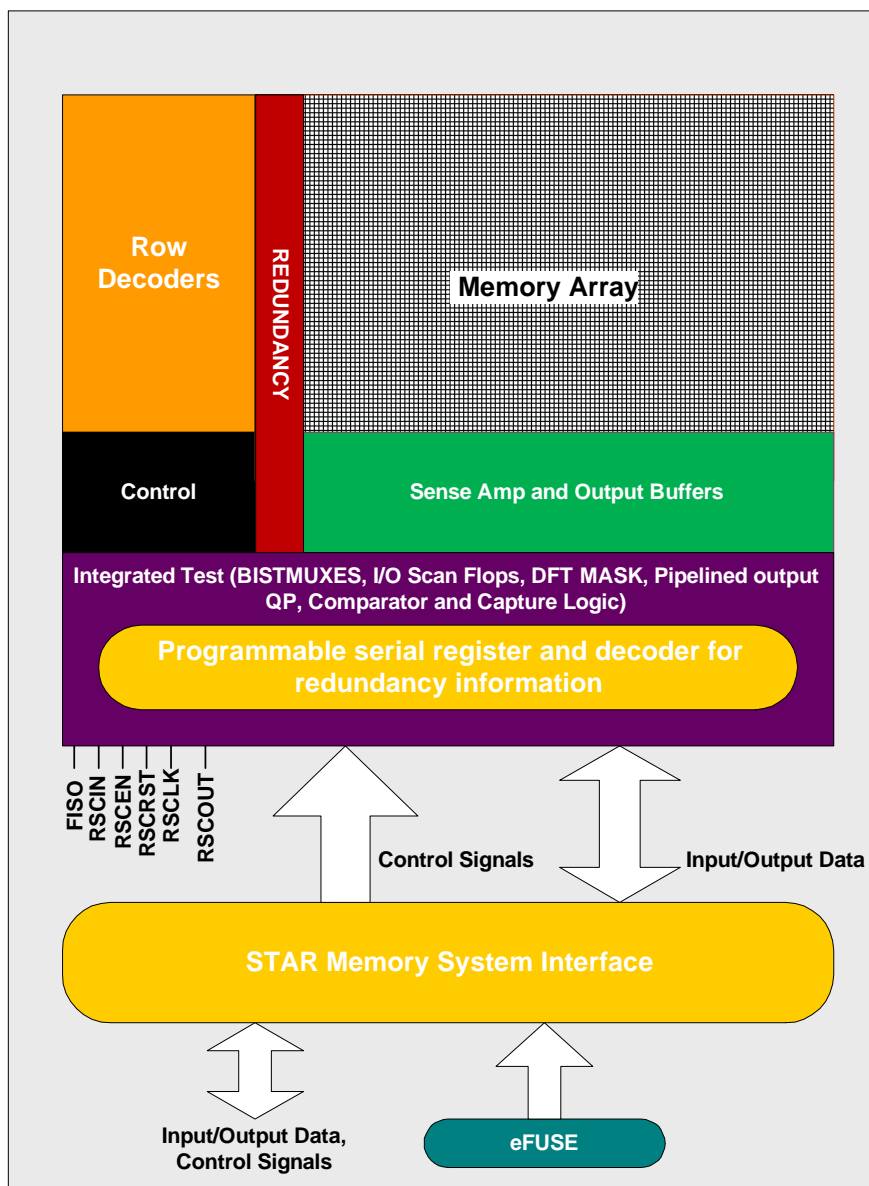 Row
Decoders
REDUNDANCY
Memory Array
Control
Sense Amp and Output Buffers
Integrated Test (BISTMUXES, I/O Scan Flops, DFT MASK, Pipelined output
QP, Comparator and Capture Logic)
Programmable serial register and decoder for
redundancy information
FISO
RSCIN
RSCEN
RSCRST
RSCLK
RSCOUT
Control Signals
Input/Output Data
STAR Memory System Interface
Input/Output Data,
Control Signals
eFUSE